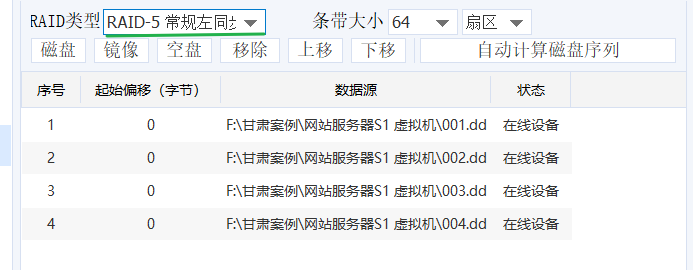 RAID类型 RAID-5 常规左同步 条带大小 64 扇区
磁盘 镜像 空盘 移除 上移 下移 自动计算磁盘序列
序号 起始偏移（字节） 数据源 状态
1 0 F:\甘肃案例\网站服务器S1 虚拟机\001.dd 在线设备
2 0 F:\甘肃案例\网站服务器S1 虚拟机\002.dd 在线设备
3 0 F:\甘肃案例\网站服务器S1 虚拟机\003.dd 在线设备
4 0 F:\甘肃案例\网站服务器S1 虚拟机\004.dd 在线设备